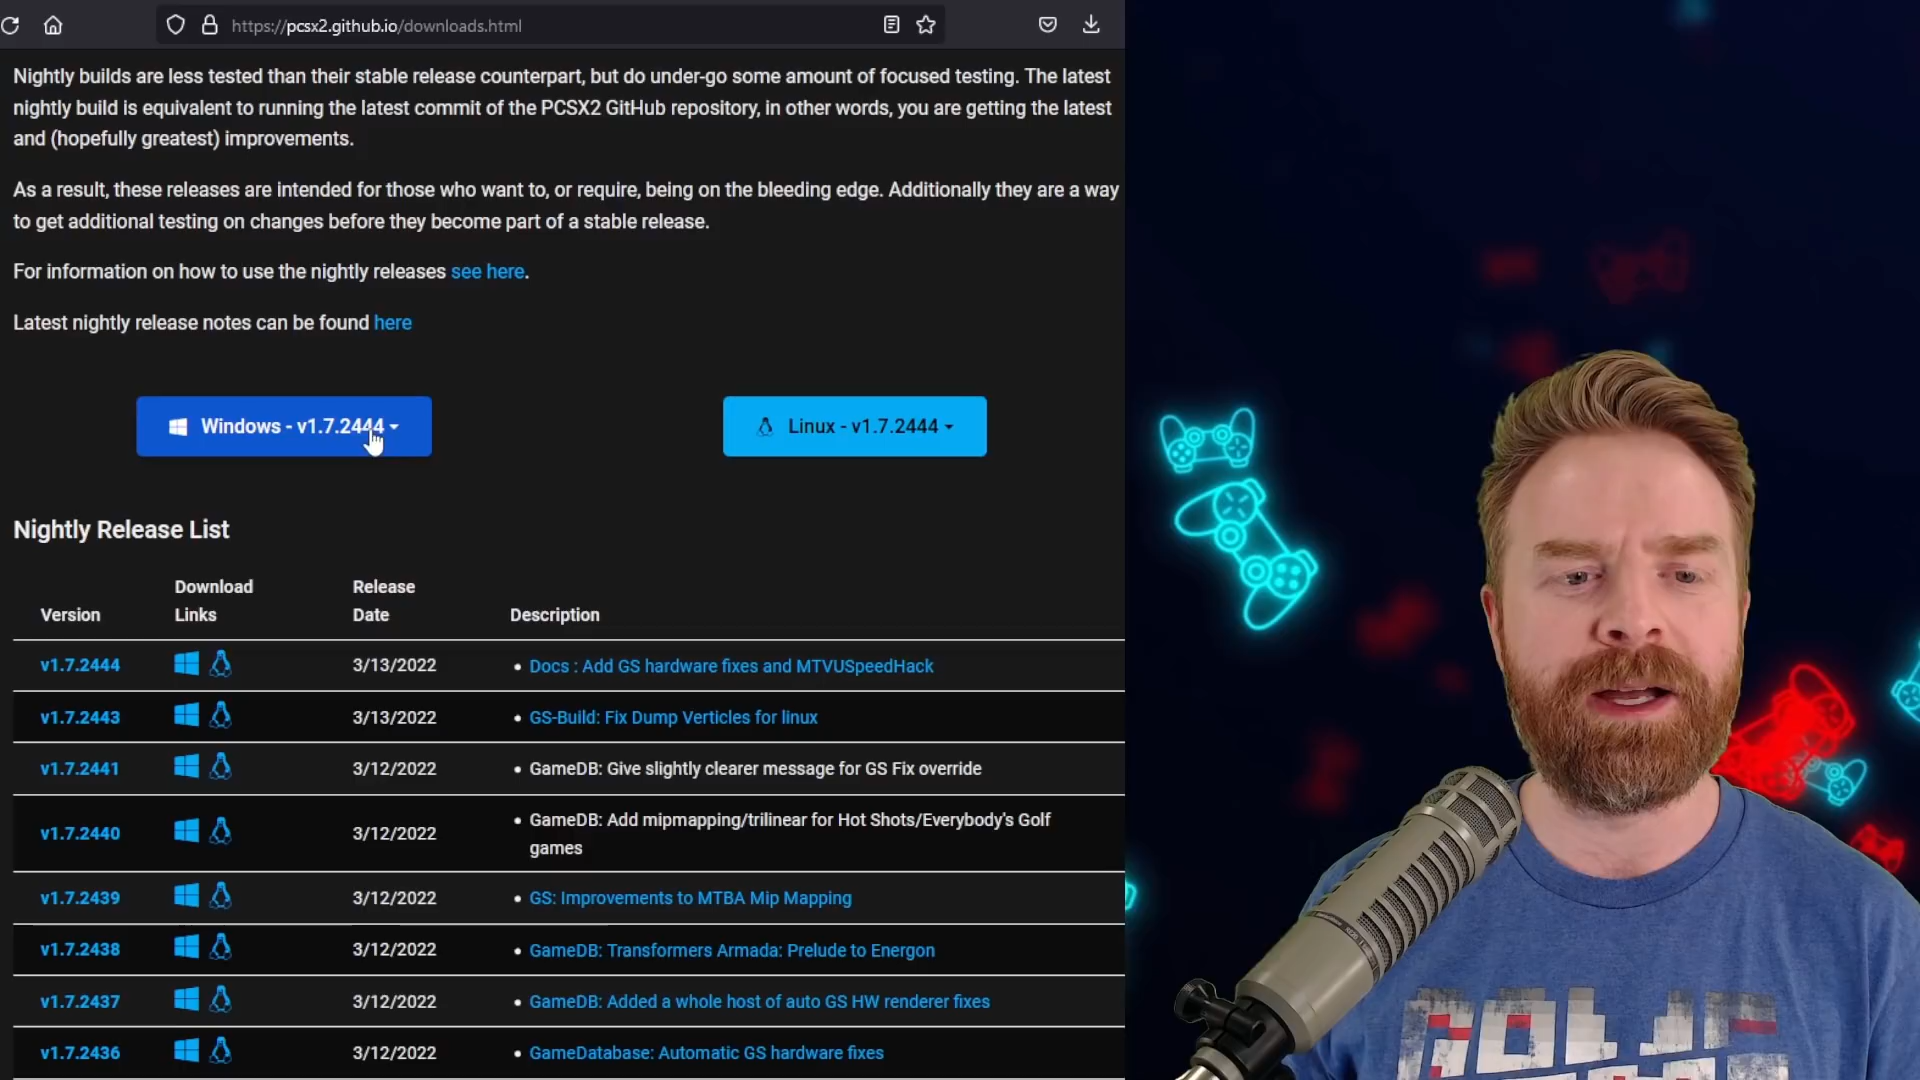 https://pcsx2.github.io/downloads.html
Nightly builds are less tested than their stable release counterpart, but do under-go some amount of focused testing. The latest
nightly build is equivalent to running the latest commit of the PCSX2 GitHub repository, in other words, you are getting the latest
and (hopefully greatest) improvements.
As a result, these releases are intended for those who want to, or require, being on the bleeding edge. Additionally they are a way
to get additional testing on changes before they become part of a stable release.
For information on how to use the nightly releases see here.
Latest nightly release notes can be found here
Windows - v1.7.2444
Linux - v1.7.2444
Nightly Release List
Version Download Links Release Date Description
v1.7.2444 3/13/2022 • Docs : Add GS hardware fixes and MTVUSpeedHack
v1.7.2443 3/13/2022 • GS-Build: Fix Dump Verticles for linux
v1.7.2441 3/12/2022 • GameDB: Give slightly clearer message for GS Fix override
v1.7.2440 3/12/2022 • GameDB: Add mipmapping/trilinear for Hot Shots/Everybody's Golf
games
v1.7.2439 3/12/2022 • GS: Improvements to MTBA Mip Mapping
v1.7.2438 3/12/2022 • GameDB: Transformers Armada: Prelude to Energon
v1.7.2437 3/12/2022 • GameDB: Added a whole host of auto GS HW renderer fixes
v1.7.2436 3/12/2022 • GameDatabase: Automatic GS hardware fixes